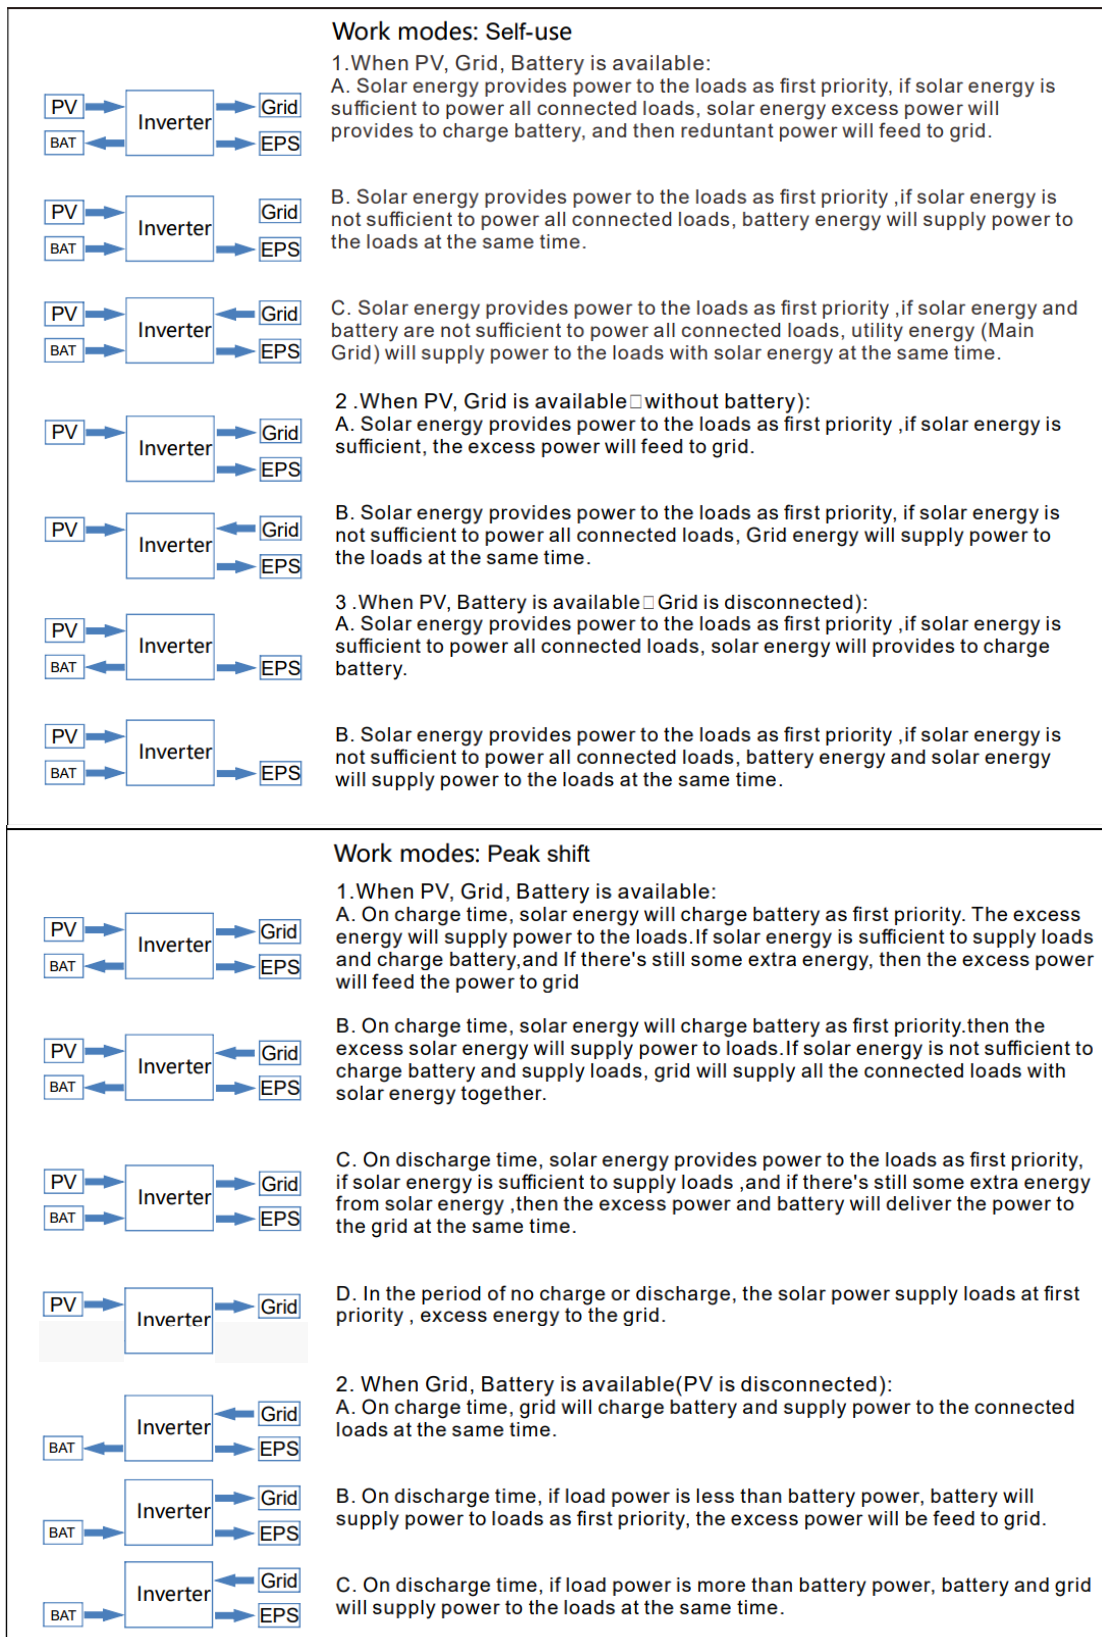 Work modes: Self-use
1.When PV, Grid, Battery is available:
A. Solar energy provides power to the loads as first priority, if solar energy is
sufficient to power all connected loads, solar energy excess power will
provides to charge battery, and then reduntant power will feed to grid.
PV
Grid
Inverter
BAT
EPS
B. Solar energy provides power to the loads as first priority ,if solar energy is
not sufficient to power all connected loads, battery energy will supply power to
the loads at the same time.
PV
Grid
Inverter
BAT
EPS
C. Solar energy provides power to the loads as first priority ,if solar energy and
battery are not sufficient to power all connected loads, utility energy (Main
Grid) will supply power to the loads with solar energy at the same time.
PV
Grid
Inverter
BAT
EPS
2 .When PV, Grid is available□without battery):
A. Solar energy provides power to the loads as first priority ,if solar energy is
sufficient, the excess power will feed to grid.
PV
Grid
Inverter
EPS
B. Solar energy provides power to the loads as first priority, if solar energy is
not sufficient to power all connected loads, Grid energy will supply power to
the loads at the same time.
PV
Grid
Inverter
EPS
3 .When PV, Battery is available□Grid is disconnected):
A. Solar energy provides power to the loads as first priority ,if solar energy is
sufficient to power all connected loads, solar energy will provides to charge
battery.
PV
Inverter
BAT
EPS
B. Solar energy provides power to the loads as first priority ,if solar energy is
not sufficient to power all connected loads, battery energy and solar energy
will supply power to the loads at the same time.
PV
Inverter
BAT
EPS
Work modes: Peak shift
1.When PV, Grid, Battery is available:
A. On charge time, solar energy will charge battery as first priority. The excess
energy will supply power to the loads.If solar energy is sufficient to supply loads
and charge battery,and If there's still some extra energy, then the excess power
will feed the power to grid
PV
Grid
Inverter
BAT
EPS
B. On charge time, solar energy will charge battery as first priority.then the
excess solar energy will supply power to loads.If solar energy is not sufficient to
charge battery and supply loads, grid will supply all the connected loads with
solar energy together.
PV
Grid
Inverter
BAT
EPS
C. On discharge time, solar energy provides power to the loads as first priority,
if solar energy is sufficient to supply loads ,and if there's still some extra energy
from solar energy ,then the excess power and battery will deliver the power to
the grid at the same time.
PV
Grid
Inverter
BAT
EPS
D. In the period of no charge or discharge, the solar power supply loads at first
priority , excess energy to the grid.
PV
Grid
Inverter
2. When Grid, Battery is available(PV is disconnected):
A. On charge time, grid will charge battery and supply power to the connected
loads at the same time.
Grid
Inverter
BAT
EPS
B. On discharge time, if load power is less than battery power, battery will
supply power to loads as first priority, the excess power will be feed to grid.
Grid
Inverter
BAT
EPS
C. On discharge time, if load power is more than battery power, battery and grid
will supply power to the loads at the same time.
Grid
Inverter
BAT
EPS